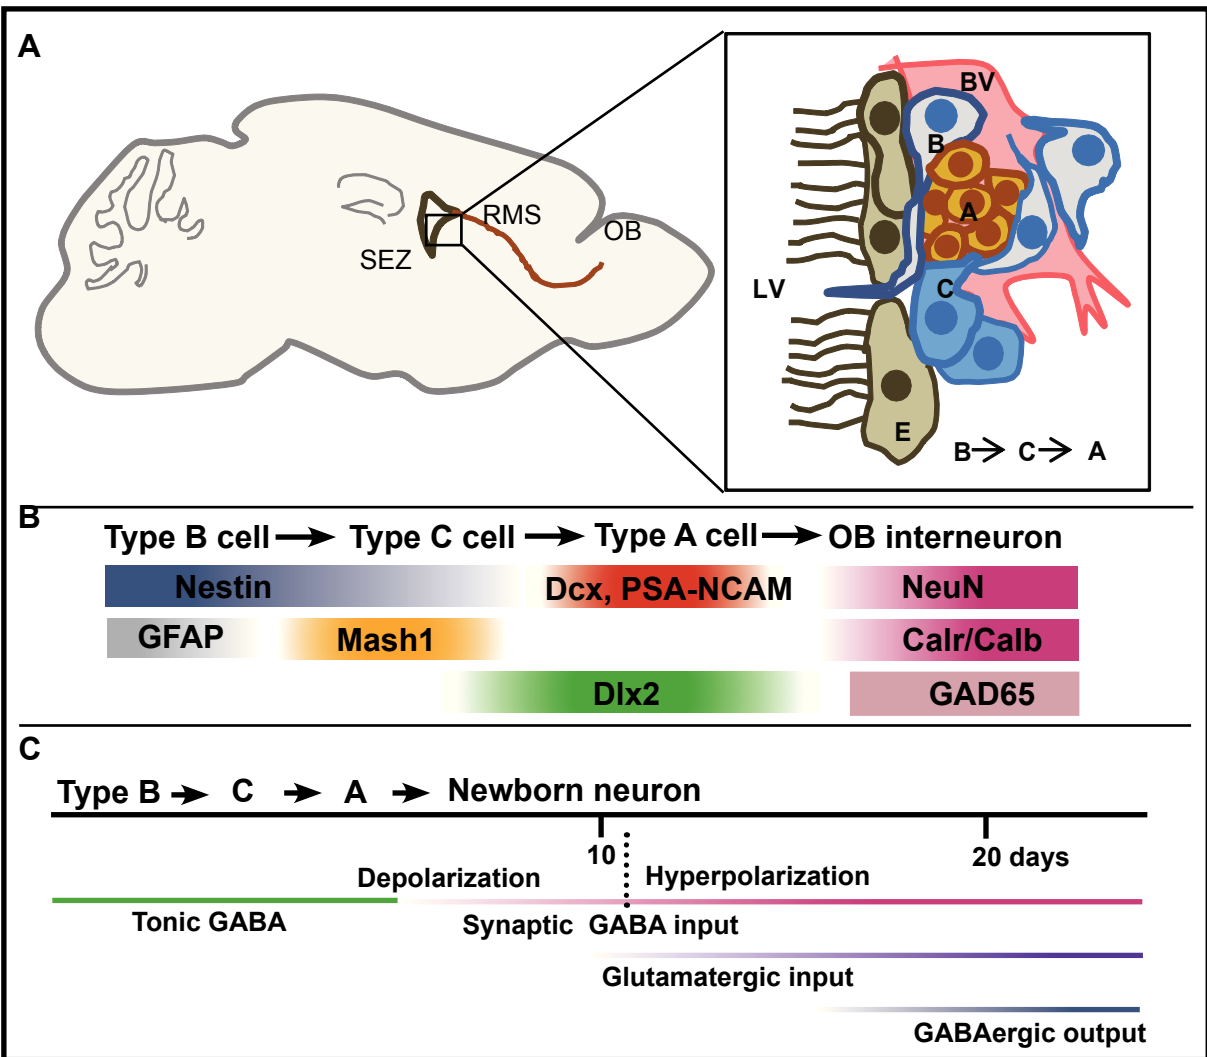 A
RMS
OB
SEZ
BV
B
A
LV
C
E
B C A
B
Type B cell Type C cell Type A cell OB interneuron
Nestin Dcx, PSA-NCAM NeuN
GFAP Mash1 Calr/Calb
Dlx2 GAD65
C
Type B C A Newborn neuron
10 20 days
Depolarization Hyperpolarization
Tonic GABA Synaptic GABA input
Glutamatergic input
GABAergic output